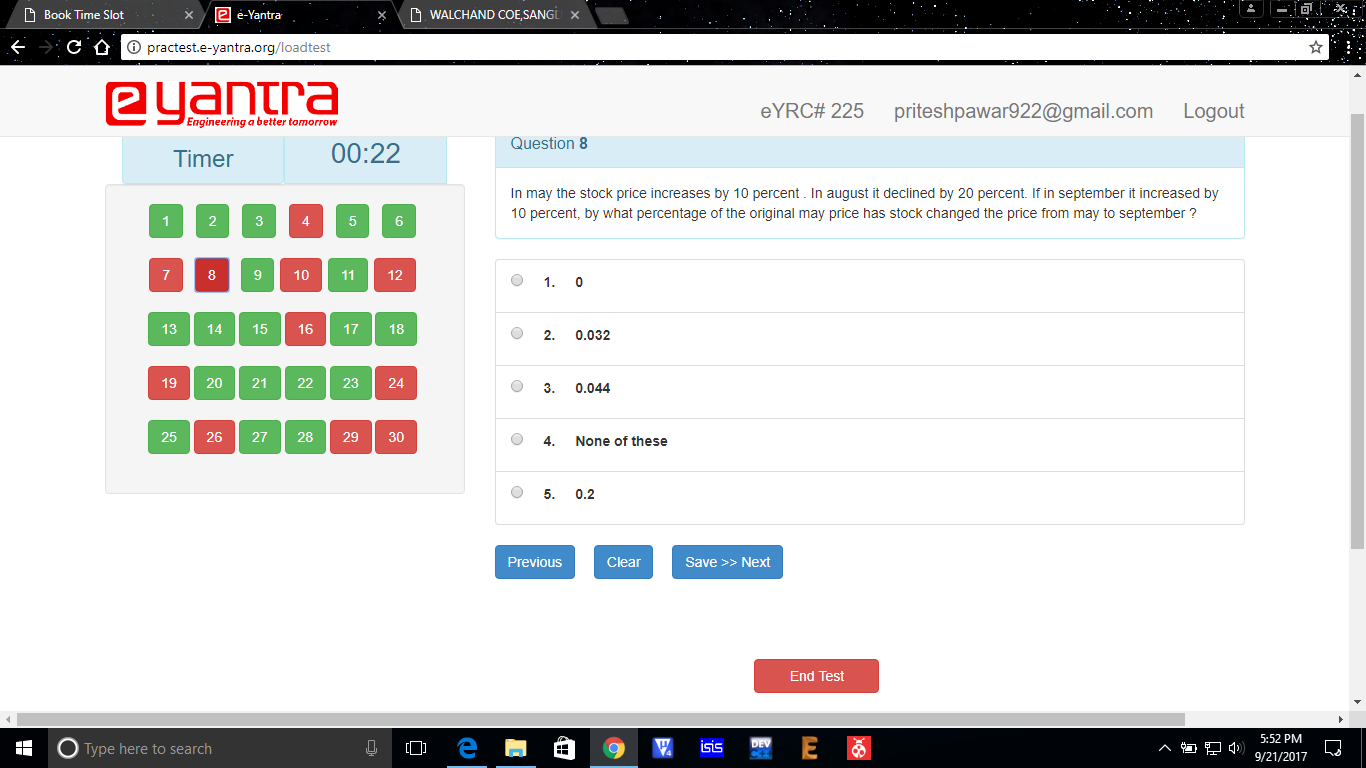 Book Time Slot
e-Yantra
WALCHAND COE,SANGL
practest.e-yantra.org/loadtest
e yantra
Engineering a better tomorrow
eYRC# 225 priteshpawar922@gmail.com Logout
Timer 00:22
1 2 3 4 5 6
7 8 9 10 11 12
13 14 15 16 17 18
19 20 21 22 23 24
25 26 27 28 29 30
Question 8
In may the stock price increases by 10 percent . In august it declined by 20 percent. If in september it increased by
10 percent, by what percentage of the original may price has stock changed the price from may to september ?
1. 0
2. 0.032
3. 0.044
4. None of these
5. 0.2
Previous Clear Save >> Next
End Test
Type here to search
isis
DEV
5:52 PM
9/21/2017